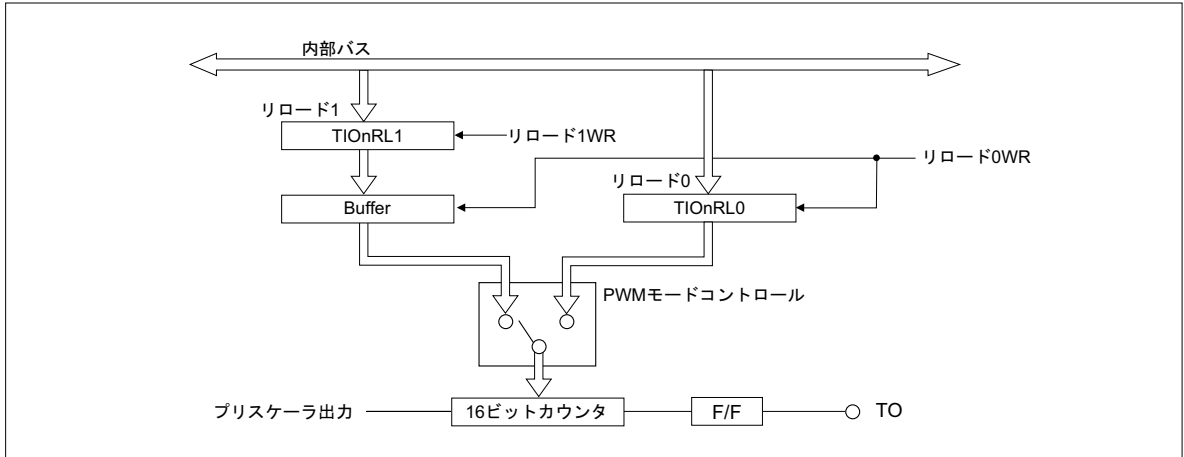 内部バス
リロード1
TIOnRL1
リロード1WR
リロード0WR
リロード0
Buffer
TIOnRL0
PWMモードコントロール
プリスケーラ出力
16ビットカウンタ
F/F
TO